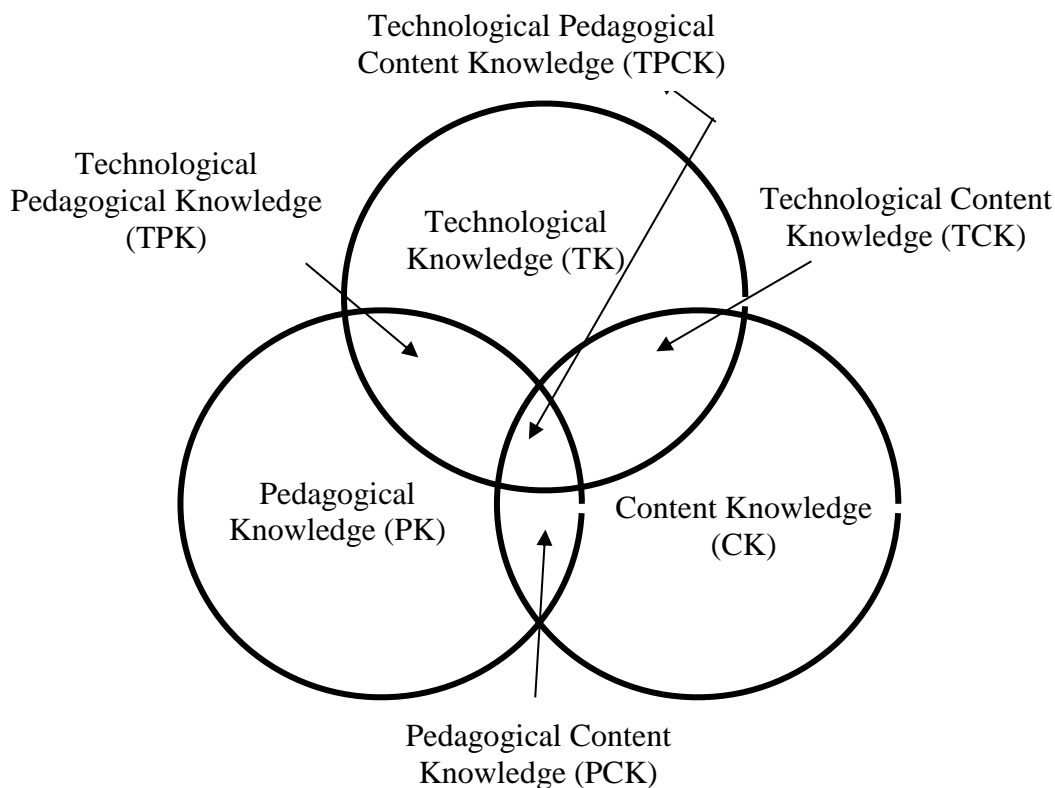 Technological Pedagogical
Content Knowledge (TPCK)
Technological
Pedagogical Knowledge
(TPK)
Technological
Knowledge (TK)
Technological Content
Knowledge (TCK)
Pedagogical
Knowledge (PK)
Content Knowledge
(CK)
Pedagogical Content
Knowledge (PCK)